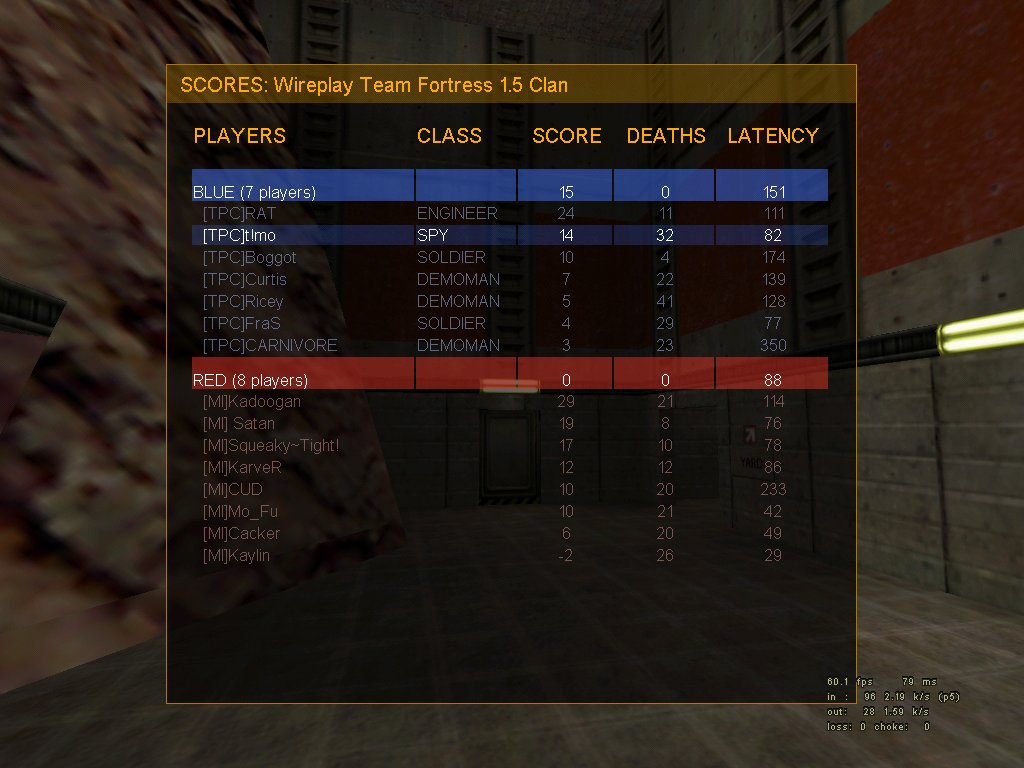 SCORES: Wireplay Team Fortress 1.5 Clan
PLAYERS CLASS SCORE DEATHS LATENCY
BLUE (7 players) 15 0 151
[TPC]RAT ENGINEER 24 11 111
[TPC]t!mo SPY 14 32 82
[TPC]Boggot SOLDIER 10 4 174
[TPC]Curtis DEMOMAN 7 22 139
[TPC]Ricey DEMOMAN 5 41 128
[TPC]FraS SOLDIER 4 29 77
[TPC]CARNIVORE DEMOMAN 3 23 350
RED (8 players) 0 0 88
[MI]Kadoogan 29 21 114
[MI] Satan 19 8 76
[MI]Squeaky~Tight! 17 10 78
[MI]KarveR 12 12 86
YARD
[MI]CUD 10 20 233
[MI]Mo_Fu 10 21 42
[MI]Cacker 6 20 49
[MI]Kaylin -2 26 29
60.1 fps 79 ms
in : 96 2.19 k/s (p5)
out: 28 1.59 k/s
loss: 0 choke: 0